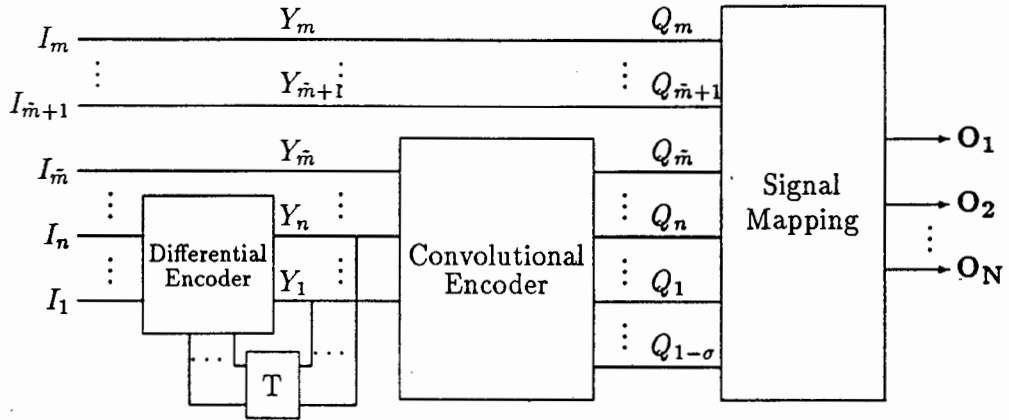 I_m Y_m Q_m
⋮ ⋮ ⋮
I_{m̃+1} Y_{m̃+1} Q_{m̃+1}
I_{m̃} Y_{m̃} Q_{m̃}
⋮ ⋮ ⋮
I_n Y_n Q_n
⋮ ⋮ ⋮
I_1 Y_1 Q_1
⋮ Q_{1-σ}
Differential
Encoder
... ...
T
Convolutional
Encoder
Signal
Mapping
O_1
O_2
⋮
O_N